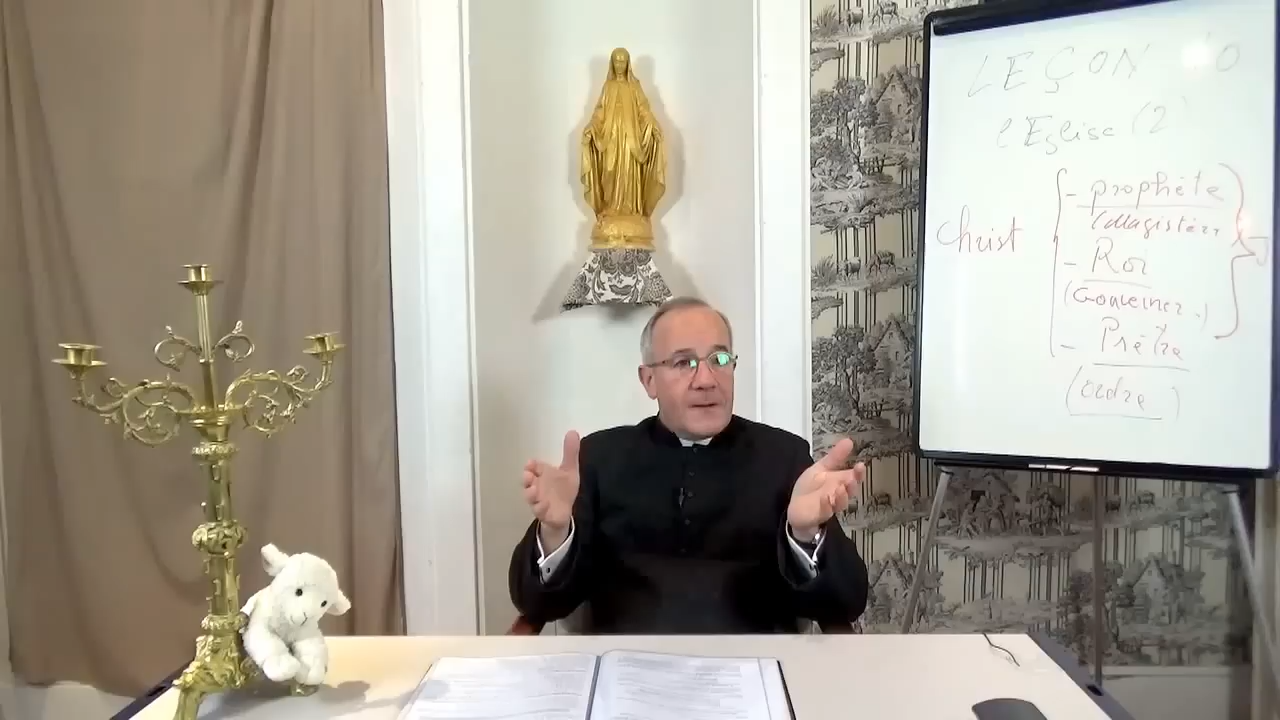 LEÇON
l'Eglise (2)
Christ
- prophète
(Magistère
- Roi
(Gouverner.)
- Prêtre
(ordre)